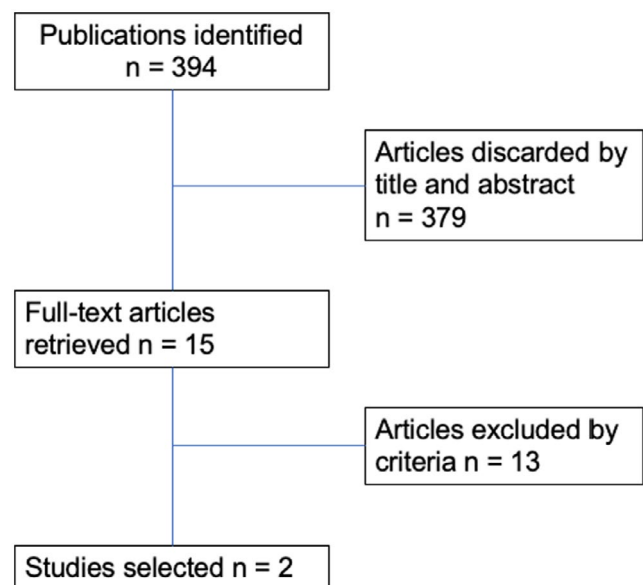 Publications identified
n = 394
Articles discarded by
title and abstract
n = 379
Full-text articles
retrieved n = 15
Articles excluded by
criteria n = 13
Studies selected n = 2